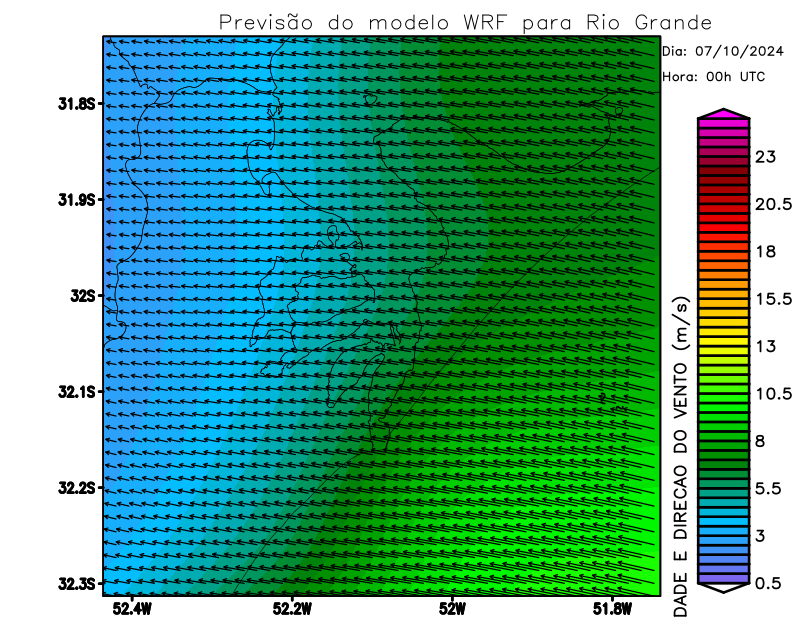 Previsão do modelo WRF para Rio Grande
Dia: 07/10/2024
Hora: 00h UTC
31.8S
31.9S
32S
32.1S
32.2S
32.3S
52.4W
52.2W
52W
51.8W
23
20.5
18
15.5
13
10.5
8
5.5
3
0.5
DADE E DIRECAO DO VENTO (m/s)